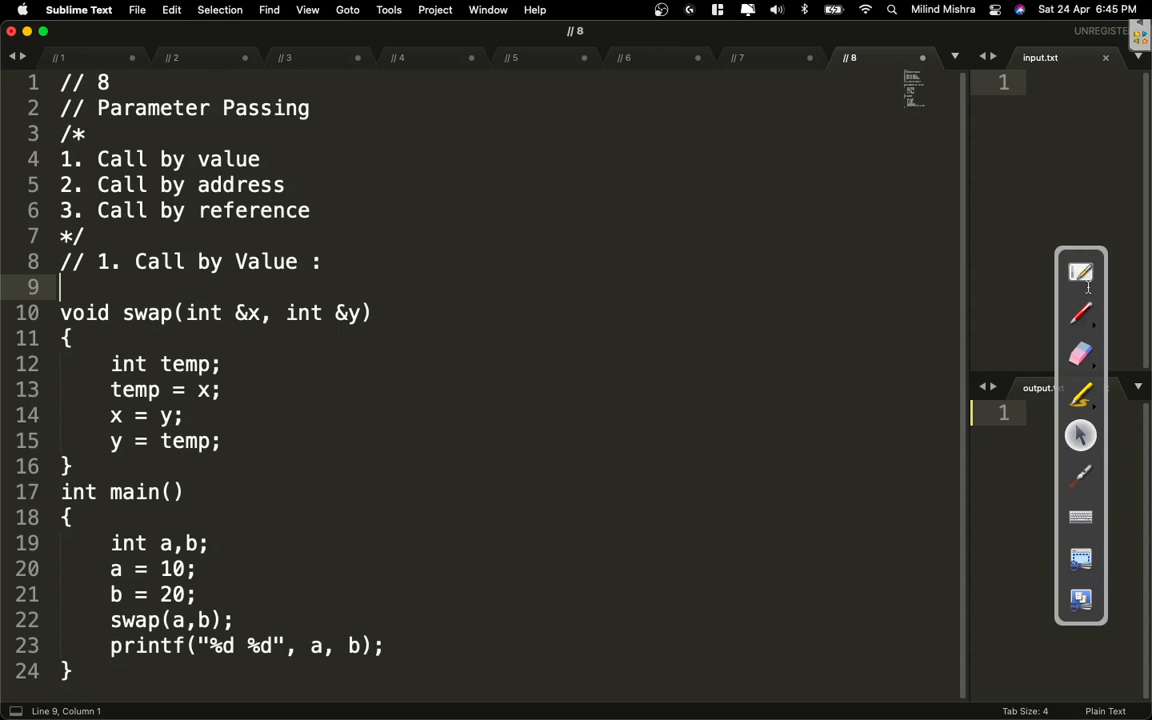 Sublime Text File Edit Selection Find View Goto Tools Project Window Help Milind Mishra Sat 24 Apr 6:45 PM
// 8 UNREGISTE
// 1 // 2 // 3 // 4 // 5 // 6 // 7 // 8 input.txt
1 // 8
2 // Parameter Passing
3 /*
4 1. Call by value
5 2. Call by address
6 3. Call by reference
7 */
8 // 1. Call by Value :
9
10 void swap(int &x, int &y)
11 {
12 int temp;
13 temp = x;
14 x = y;
15 y = temp;
16 }
17 int main()
18 {
19 int a,b;
20 a = 10;
21 b = 20;
22 swap(a,b);
23 printf("%d %d", a, b);
24 }
1
output.t
1
Line 9, Column 1 Tab Size: 4 Plain Text